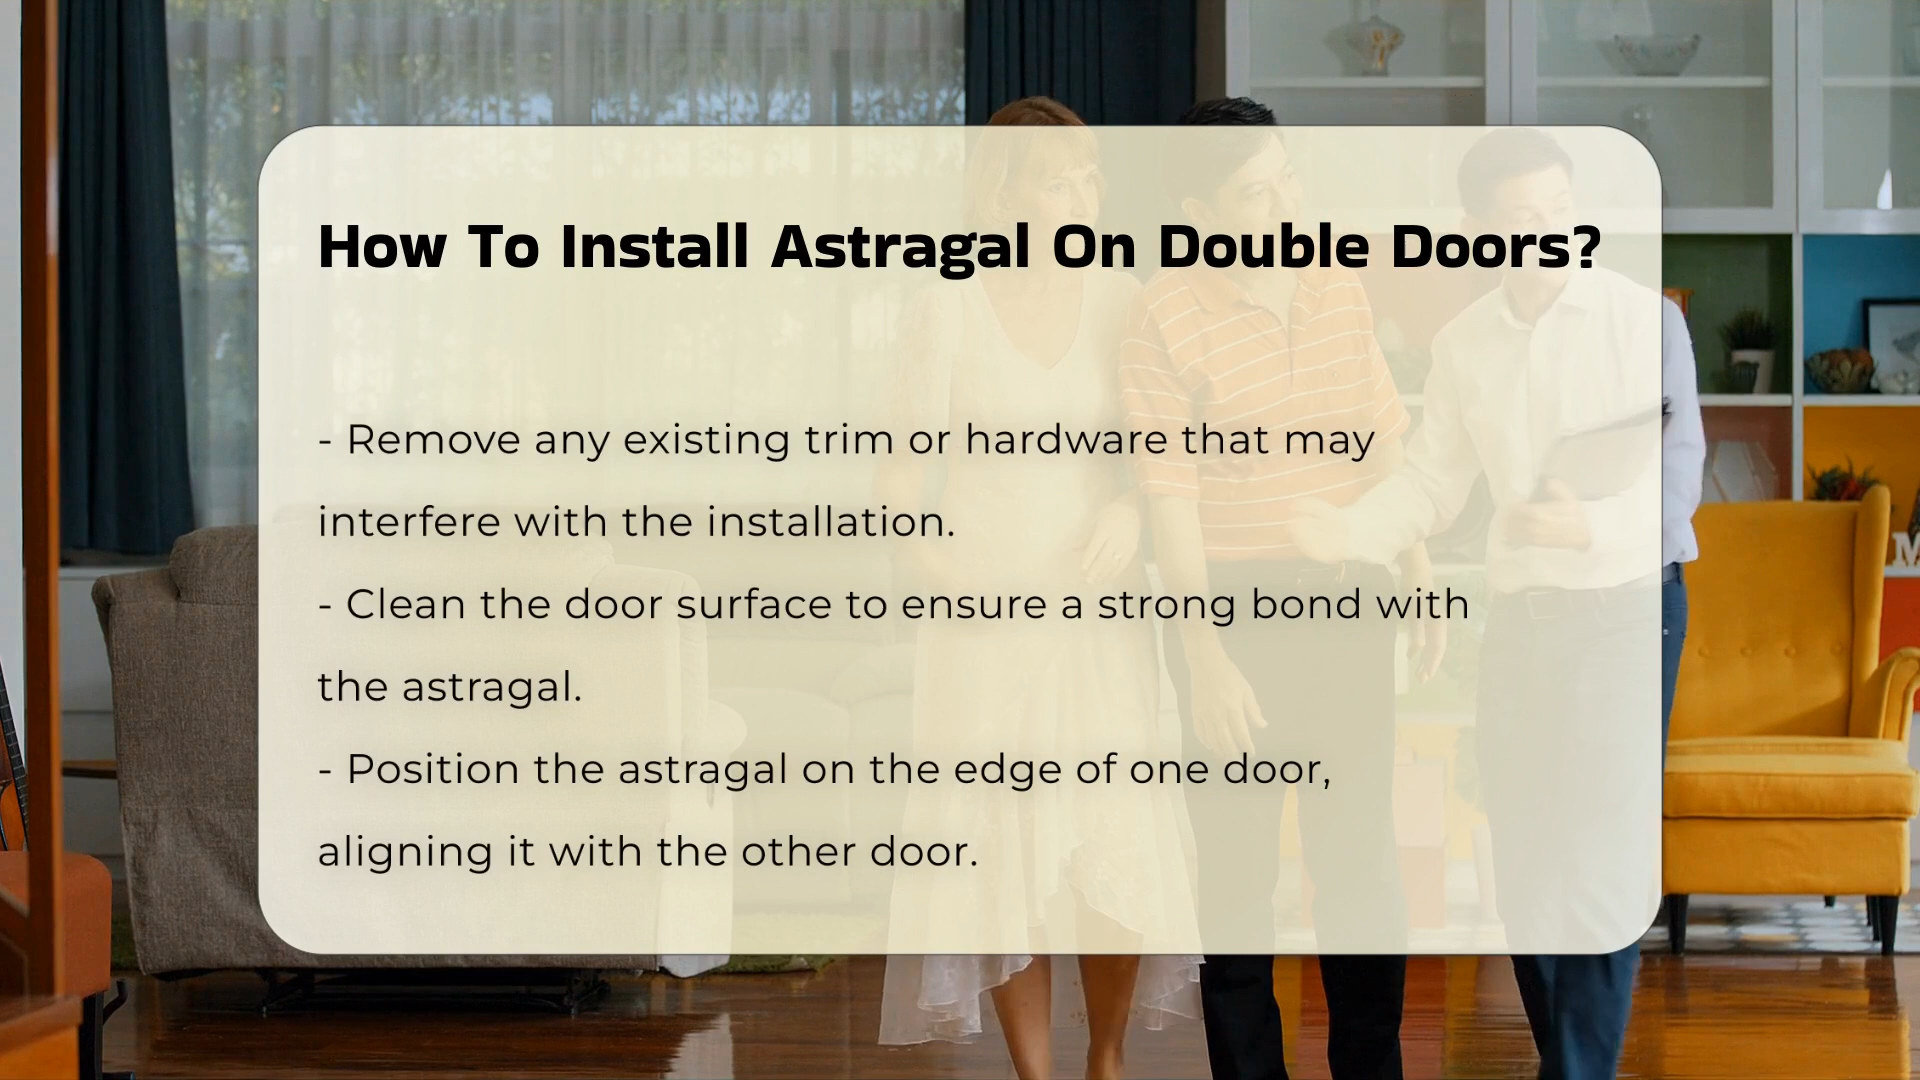 How To Install Astragal On Double Doors?
- Remove any existing trim or hardware that may
interfere with the installation.
- Clean the door surface to ensure a strong bond with
the astragal.
- Position the astragal on the edge of one door,
aligning it with the other door.
M